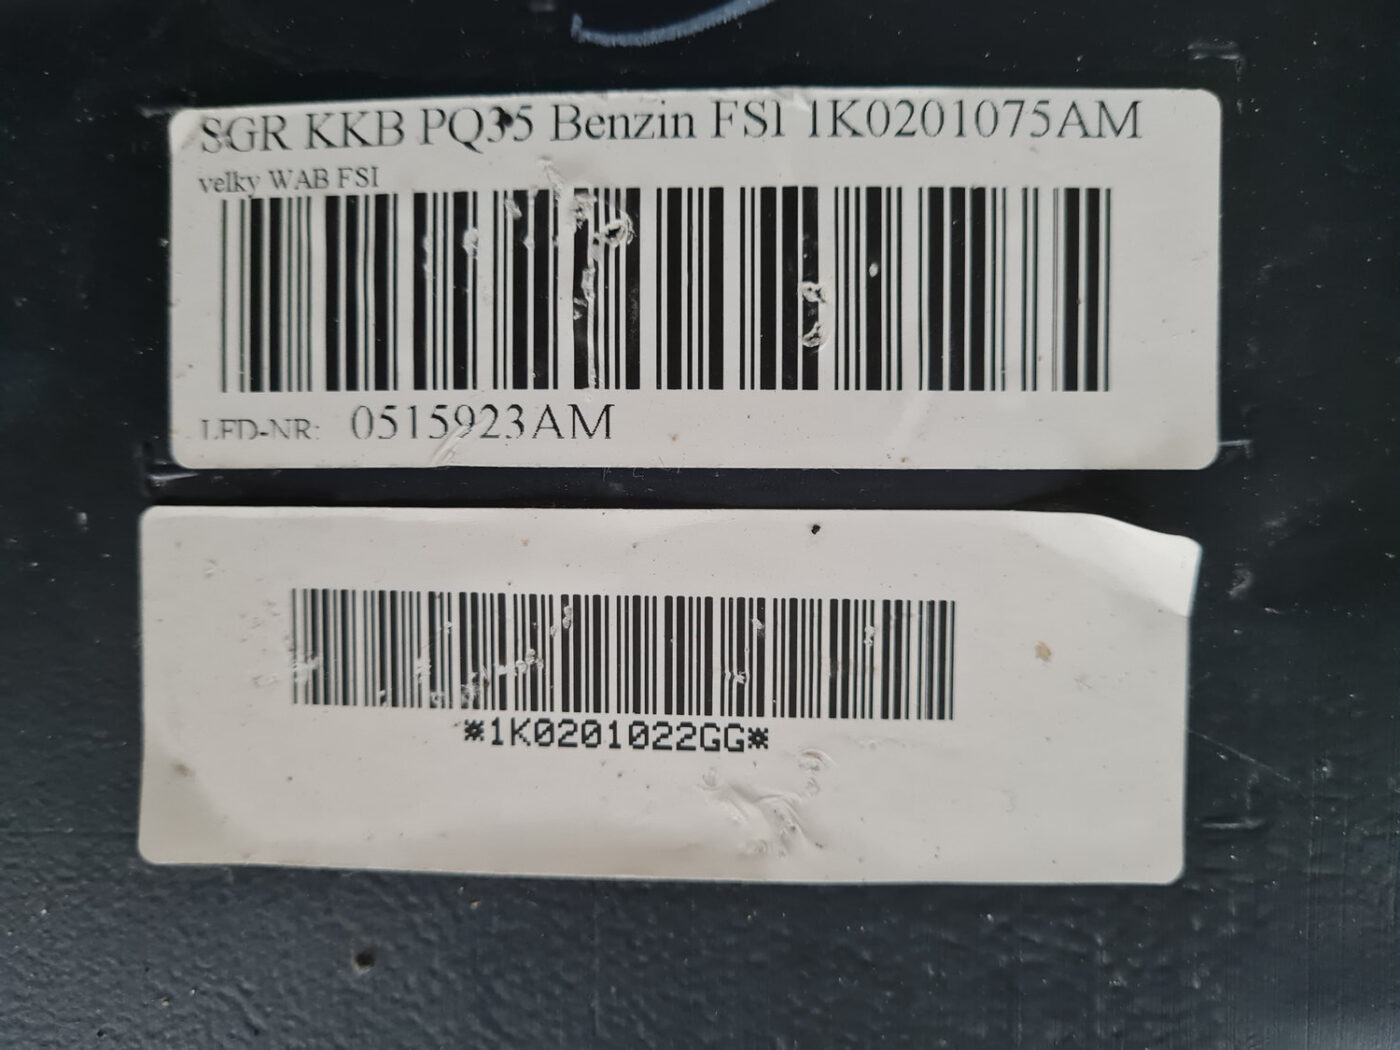 SGR KKB PQ35 Benzin FSI 1K0201075AM
velky WAB FSI
LFD-NR: 0515923AM
*1K0201022GG*